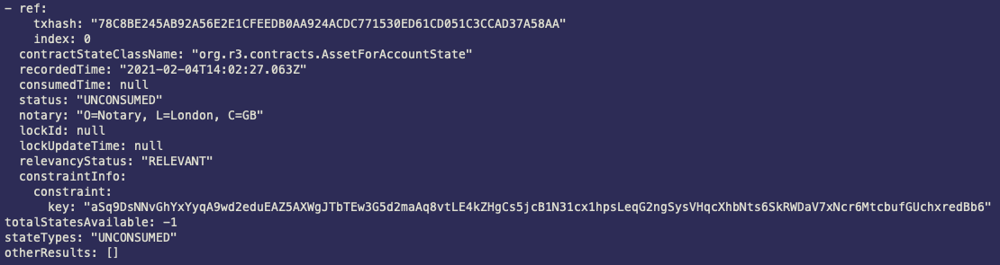 - ref:
txhash: "78C8BE245AB92A56E2E1CFEEDB0AA924ACDC771530ED61CD051C3CCAD37A58AA"
index: 0
contractStateClassName: "org.r3.contracts.AssetForAccountState"
recordedTime: "2021-02-04T14:02:27.063Z"
consumedTime: null
status: "UNCONSUMED"
notary: "O=Notary, L=London, C=GB"
lockId: null
lockUpdateTime: null
relevancyStatus: "RELEVANT"
constraintInfo:
constraint:
key: "aSq9DsNNvGhYxYyqA9wd2eduEAZ5AXWgJTbTEw3G5d2maAq8vtLE4kZHgCs5jcB1N31cx1hpsLeqG2ngSysVHqcXhbNts6SkRWDaV7xNcr6MtcbufGUchxredBb6"
totalStatesAvailable: -1
stateTypes: "UNCONSUMED"
otherResults: []